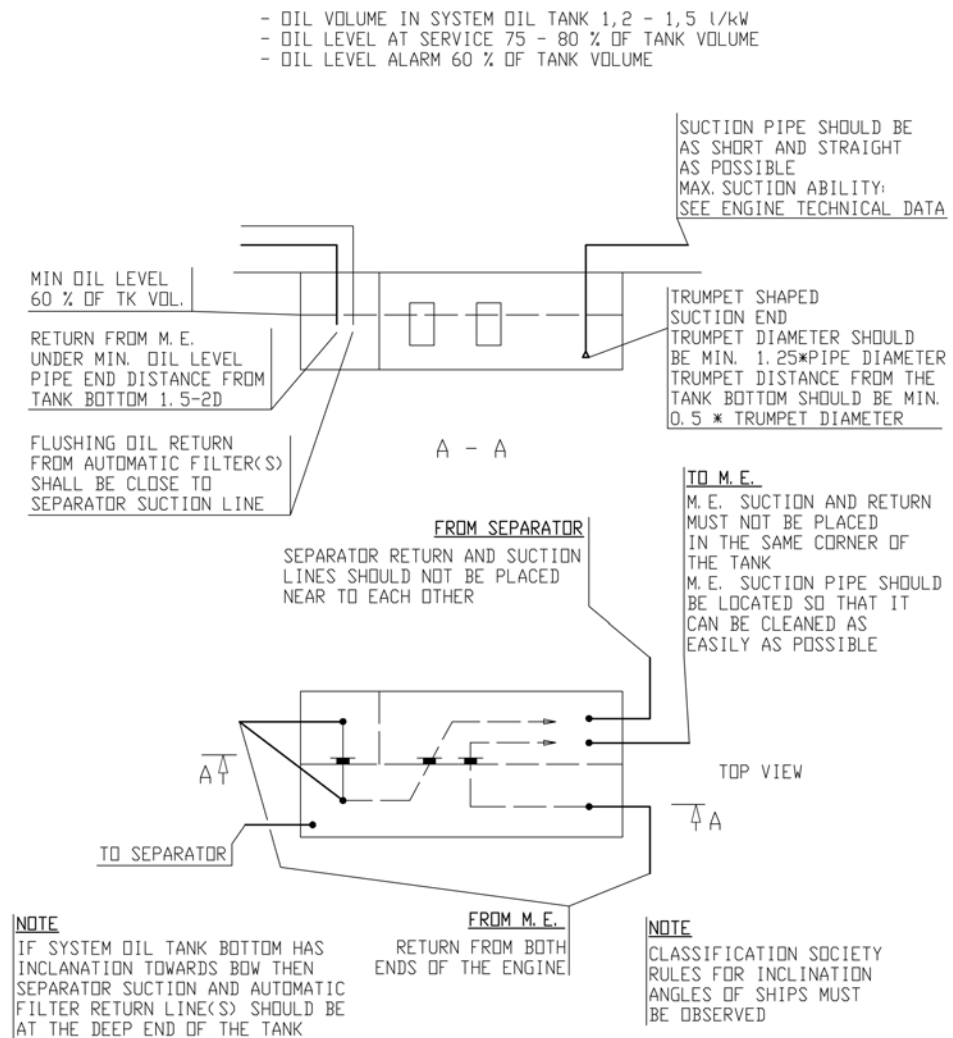 - OIL VOLUME IN SYSTEM OIL TANK 1,2 - 1,5 l/kW
- OIL LEVEL AT SERVICE 75 - 80 % OF TANK VOLUME
- OIL LEVEL ALARM 60 % OF TANK VOLUME
SUCTION PIPE SHOULD BE
AS SHORT AND STRAIGHT
AS POSSIBLE
MAX. SUCTION ABILITY:
SEE ENGINE TECHNICAL DATA
MIN OIL LEVEL
60 % OF TK VOL.
RETURN FROM M.E.
UNDER MIN. OIL LEVEL
PIPE END DISTANCE FROM
TANK BOTTOM 1.5-2D
FLUSHING OIL RETURN
FROM AUTOMATIC FILTER(S)
SHALL BE CLOSE TO
SEPARATOR SUCTION LINE
TRUMPET SHAPED
SUCTION END
TRUMPET DIAMETER SHOULD
BE MIN. 1.25*PIPE DIAMETER
TRUMPET DISTANCE FROM THE
TANK BOTTOM SHOULD BE MIN.
0.5 * TRUMPET DIAMETER
A - A
FROM SEPARATOR
SEPARATOR RETURN AND SUCTION
LINES SHOULD NOT BE PLACED
NEAR TO EACH OTHER
TO M.E.
M.E. SUCTION AND RETURN
MUST NOT BE PLACED
IN THE SAME CORNER OF
THE TANK
M.E. SUCTION PIPE SHOULD
BE LOCATED SO THAT IT
CAN BE CLEANED AS
EASILY AS POSSIBLE
A
TOP VIEW
A
TO SEPARATOR
NOTE
IF SYSTEM OIL TANK BOTTOM HAS
INCLANATION TOWARDS BOW THEN
SEPARATOR SUCTION AND AUTOMATIC
FILTER RETURN LINE(S) SHOULD BE
AT THE DEEP END OF THE TANK
FROM M.E.
RETURN FROM BOTH
ENDS OF THE ENGINE
NOTE
CLASSIFICATION SOCIETY
RULES FOR INCLINATION
ANGLES OF SHIPS MUST
BE OBSERVED